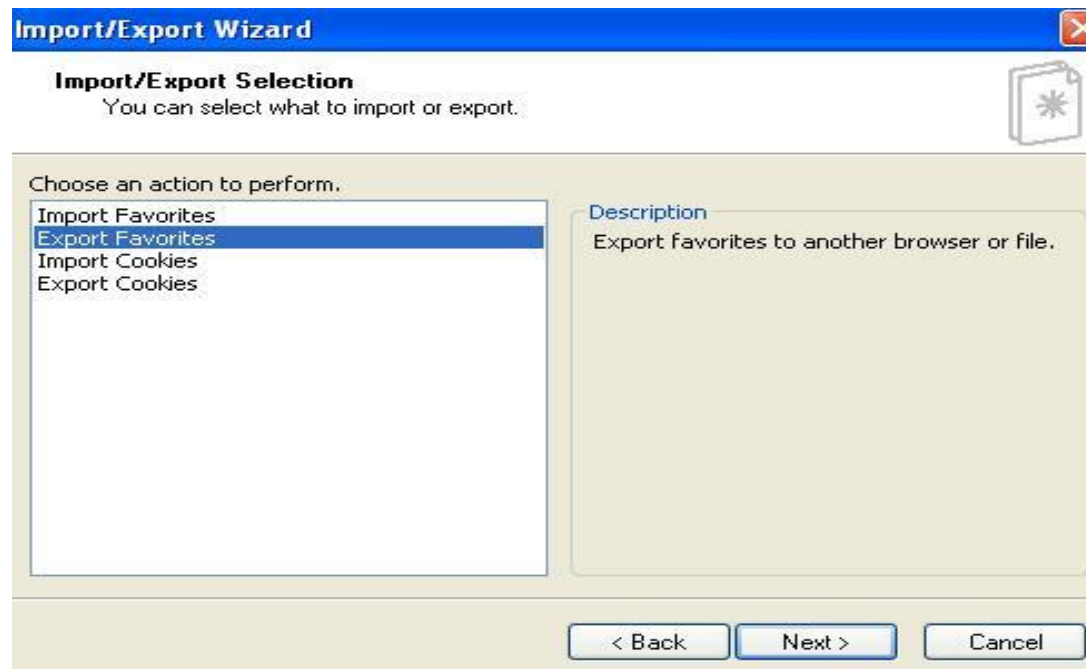 Import/Export Wizard
Import/Export Selection
You can select what to import or export.
Choose an action to perform.
Import Favorites
Export Favorites
Import Cookies
Export Cookies
Description
Export favorites to another browser or file.
< Back
Next >
Cancel